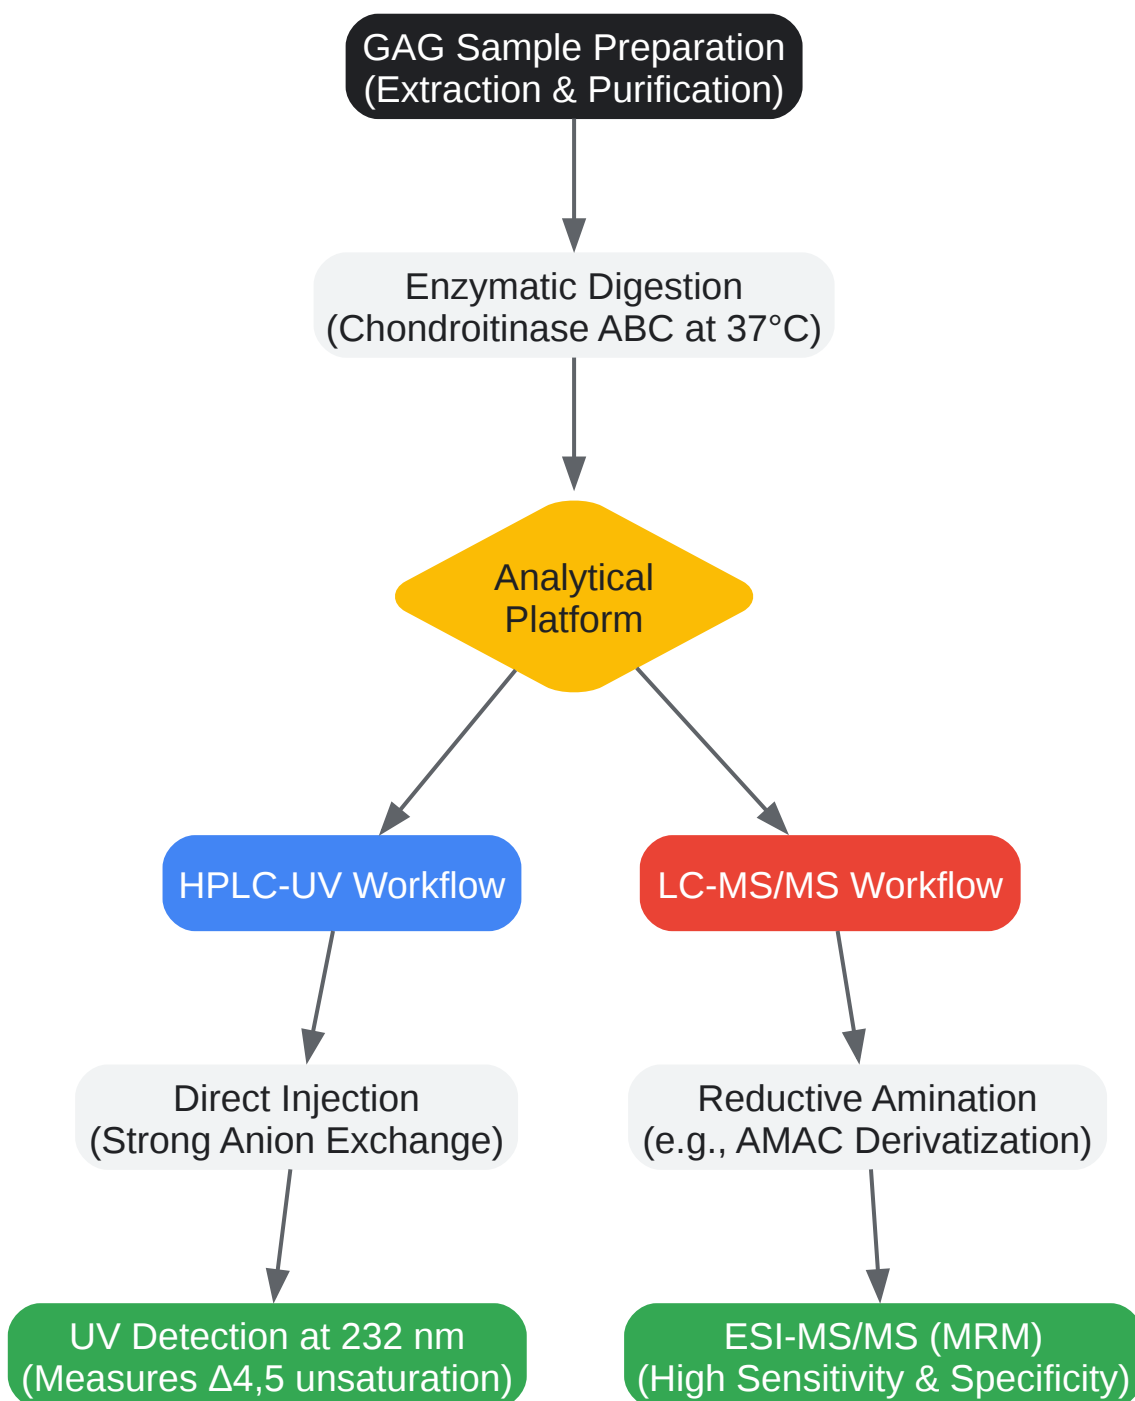 GAG Sample Preparation
(Extraction & Purification)
Enzymatic Digestion
(Chondroitinase ABC at 37°C)
Analytical
Platform
HPLC-UV Workflow
LC-MS/MS Workflow
Direct Injection
(Strong Anion Exchange)
Reductive Amination
(e.g., AMAC Derivatization)
UV Detection at 232 nm
(Measures Δ4,5 unsaturation)
ESI-MS/MS (MRM)
(High Sensitivity & Specificity)